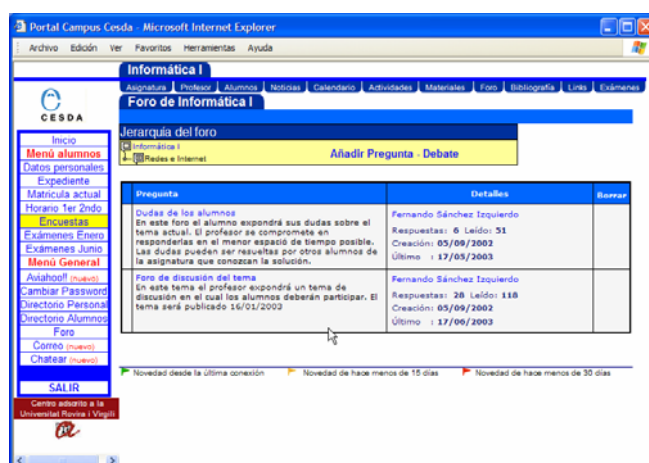 Portal Campus Cesda - Microsoft Internet Explorer
Archivo Edición Ver Favoritos Herramientas Ayuda
Informática I
Asignatura Profesor Alumnos Noticias Calendario Actividades Materiales Foro Bibliografía Links Exámenes
Foro de Informática I
CESDA
Jerarquía del foro
Informática I
Redes e Internet
Añadir Pregunta - Debate
Inicio
Menú alumnos
Datos personales
Expediente
Matricula actual
Horario 1er 2ndo
Encuestas
Exámenes Enero
Exámenes Junio
Menú General
Aviahoo!! (nuevo)
Cambiar Password
Directorio Personal
Directorio Alumnos
Foro
Correo (nuevo)
Chatear (nuevo)
SALIR
Centro adscrito a la
Universitat Rovira i Virgili
Pregunta Detalles Borrar
Dudas de los alumnos
En este foro el alumno expondrá sus dudas sobre el
tema actual. El profesor se compromete en
responderlas en el menor espació de tiempo posible.
Las dudas pueden ser resueltas por otros alumnos de
la asignatura que conozcan la solución.
Fernando Sánchez Izquierdo
Respuestas: 6 Leído: 51
Creación: 05/09/2002
Último : 17/05/2003
Foro de discusión del tema
En este tema el profesor expondrá un tema de
discusión en el cual los alumnos deberán participar. El
tema será publicado 16/01/2003
Fernando Sánchez Izquierdo
Respuestas: 28 Leído: 118
Creación: 05/09/2002
Último : 17/06/2003
Novedad desde la última conexión Novedad de hace menos de 15 días Novedad de hace menos de 30 días